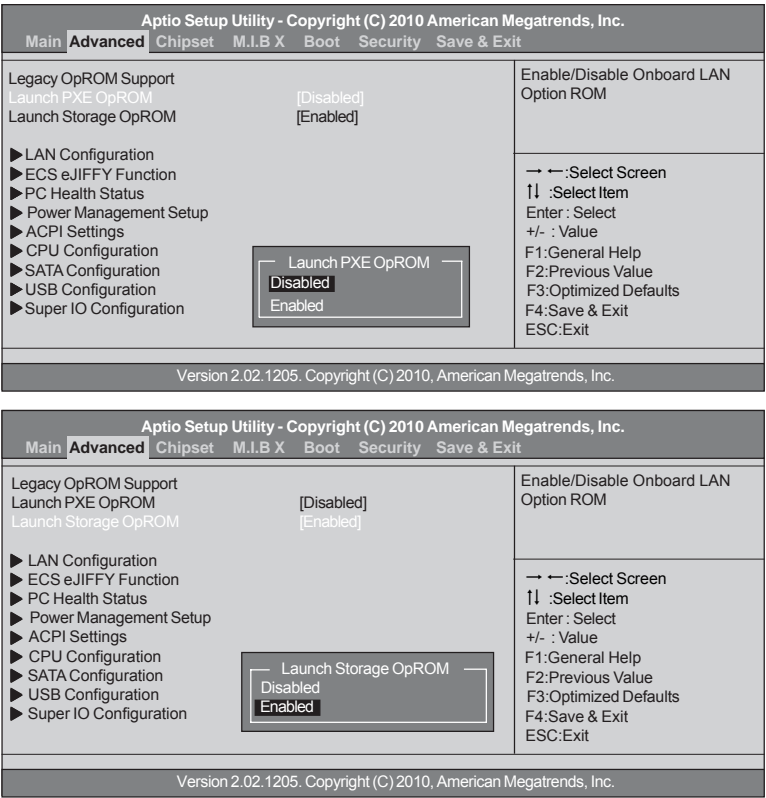 Aptio Setup Utility - Copyright (C) 2010 American Megatrends, Inc.
Main Advanced Chipset M.I.B X Boot Security Save & Exit
Legacy OpROM Support
Launch PXE OpROM [Disabled]
Launch Storage OpROM [Enabled]
LAN Configuration
ECS eJIFFY Function
PC Health Status
Power Management Setup
ACPI Settings
CPU Configuration
SATA Configuration
USB Configuration
Super IO Configuration
Launch PXE OpROM
Disabled
Enabled
Enable/Disable Onboard LAN
Option ROM
→ ←:Select Screen
↑↓ :Select Item
Enter : Select
+/- : Value
F1:General Help
F2:Previous Value
F3:Optimized Defaults
F4:Save & Exit
ESC:Exit
Version 2.02.1205. Copyright (C) 2010, American Megatrends, Inc.
Aptio Setup Utility - Copyright (C) 2010 American Megatrends, Inc.
Main Advanced Chipset M.I.B X Boot Security Save & Exit
Legacy OpROM Support
Launch PXE OpROM [Disabled]
Launch Storage OpROM [Enabled]
LAN Configuration
ECS eJIFFY Function
PC Health Status
Power Management Setup
ACPI Settings
CPU Configuration
SATA Configuration
USB Configuration
Super IO Configuration
Launch Storage OpROM
Disabled
Enabled
Enable/Disable Onboard LAN
Option ROM
→ ←:Select Screen
↑↓ :Select Item
Enter : Select
+/- : Value
F1:General Help
F2:Previous Value
F3:Optimized Defaults
F4:Save & Exit
ESC:Exit
Version 2.02.1205. Copyright (C) 2010, American Megatrends, Inc.